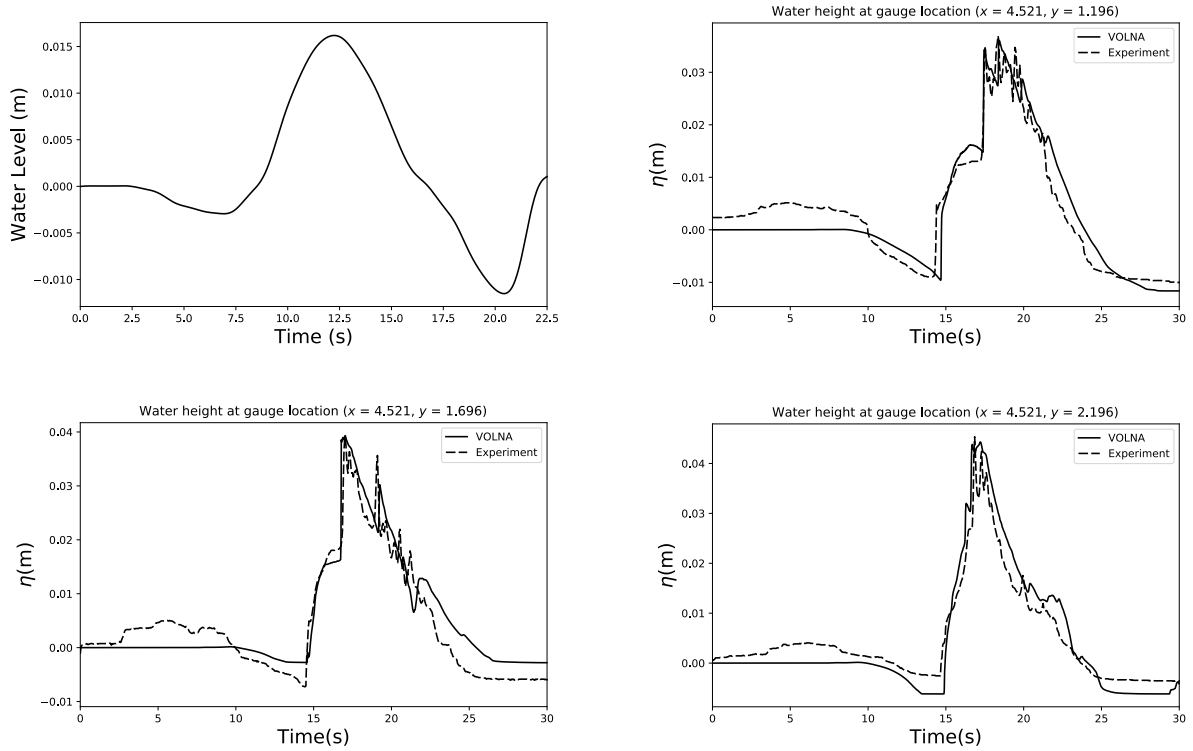 0.015
0.010
0.005
0.000
−0.005
−0.010
Water Level (m)
0.0 2.5 5.0 7.5 10.0 12.5 15.0 17.5 20.0 22.5
Time (s)
Water height at gauge location (x = 4.521, y = 1.196)
VOLNA
Experiment
0.03
0.02
0.01
0.00
−0.01
η(m)
0 5 10 15 20 25 30
Time(s)
Water height at gauge location (x = 4.521, y = 1.696)
VOLNA
Experiment
0.04
0.03
0.02
0.01
0.00
−0.01
η(m)
0 5 10 15 20 25 30
Time(s)
Water height at gauge location (x = 4.521, y = 2.196)
VOLNA
Experiment
0.04
0.03
0.02
0.01
0.00
η(m)
0 5 10 15 20 25 30
Time(s)